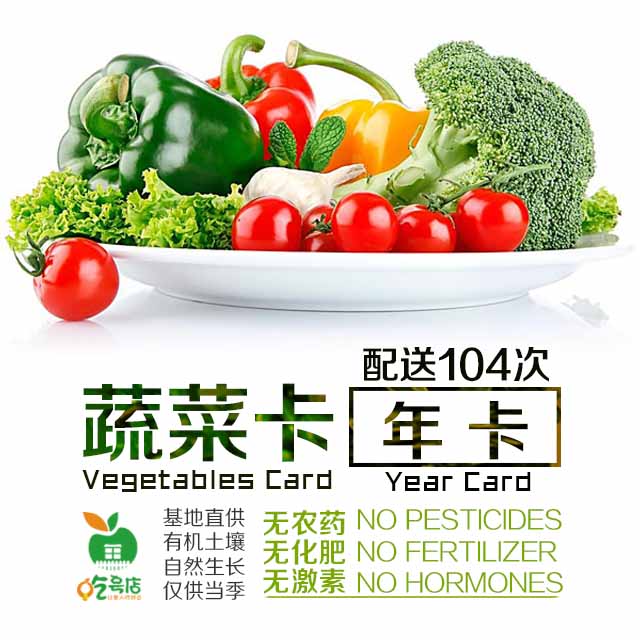 配送104次
蔬菜卡 年卡
Vegetables Card Year Card
基地直供
有机土壤
自然生长
仅供当季
无农药 NO PESTICIDES
无化肥 NO FERTILIZER
无激素 NO HORMONES
吃号店